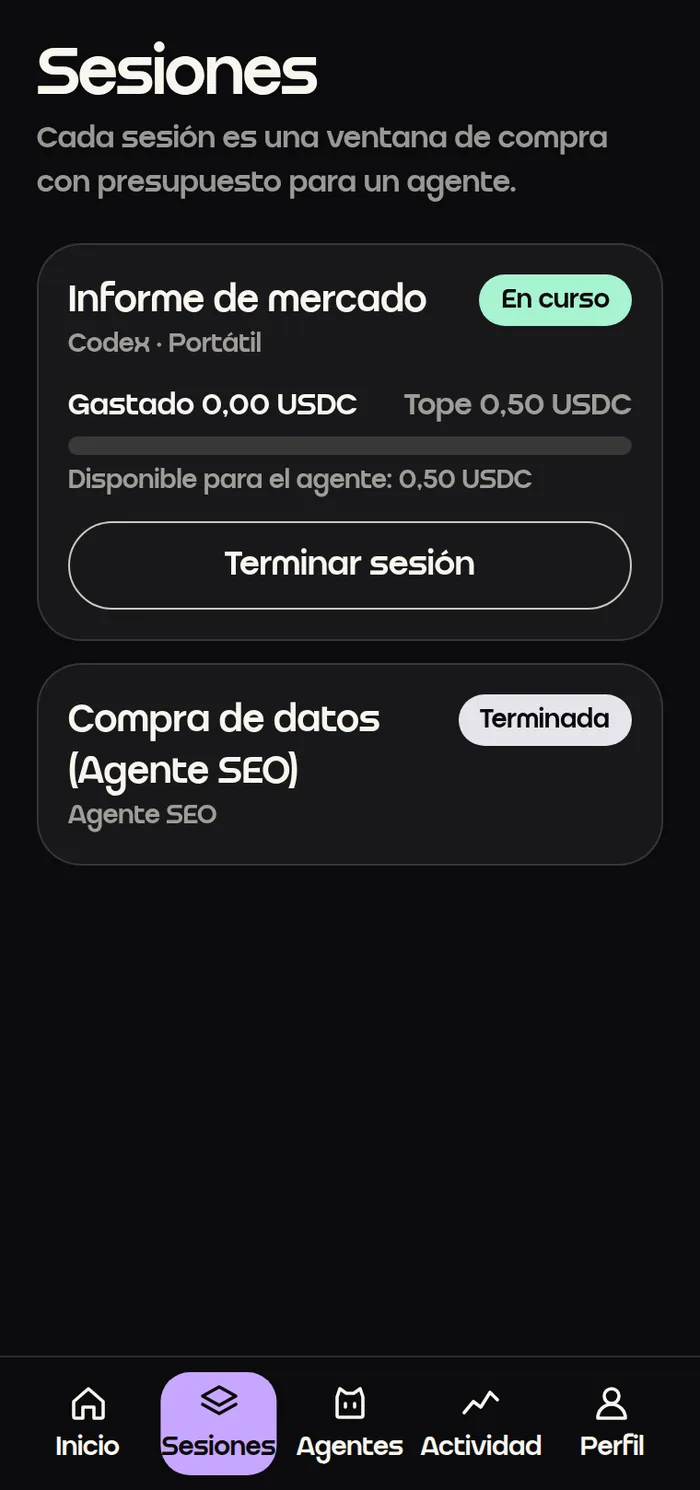 Sesiones
Cada sesión es una ventana de compra
con presupuesto para un agente.
Informe de mercado
En curso
Codex · Portátil
Gastado 0,00 USDC
Tope 0,50 USDC
Disponible para el agente: 0,50 USDC
Terminar sesión
Compra de datos
(Agente SEO)
Terminada
Agente SEO
Inicio
Sesiones
Agentes
Actividad
Perfil